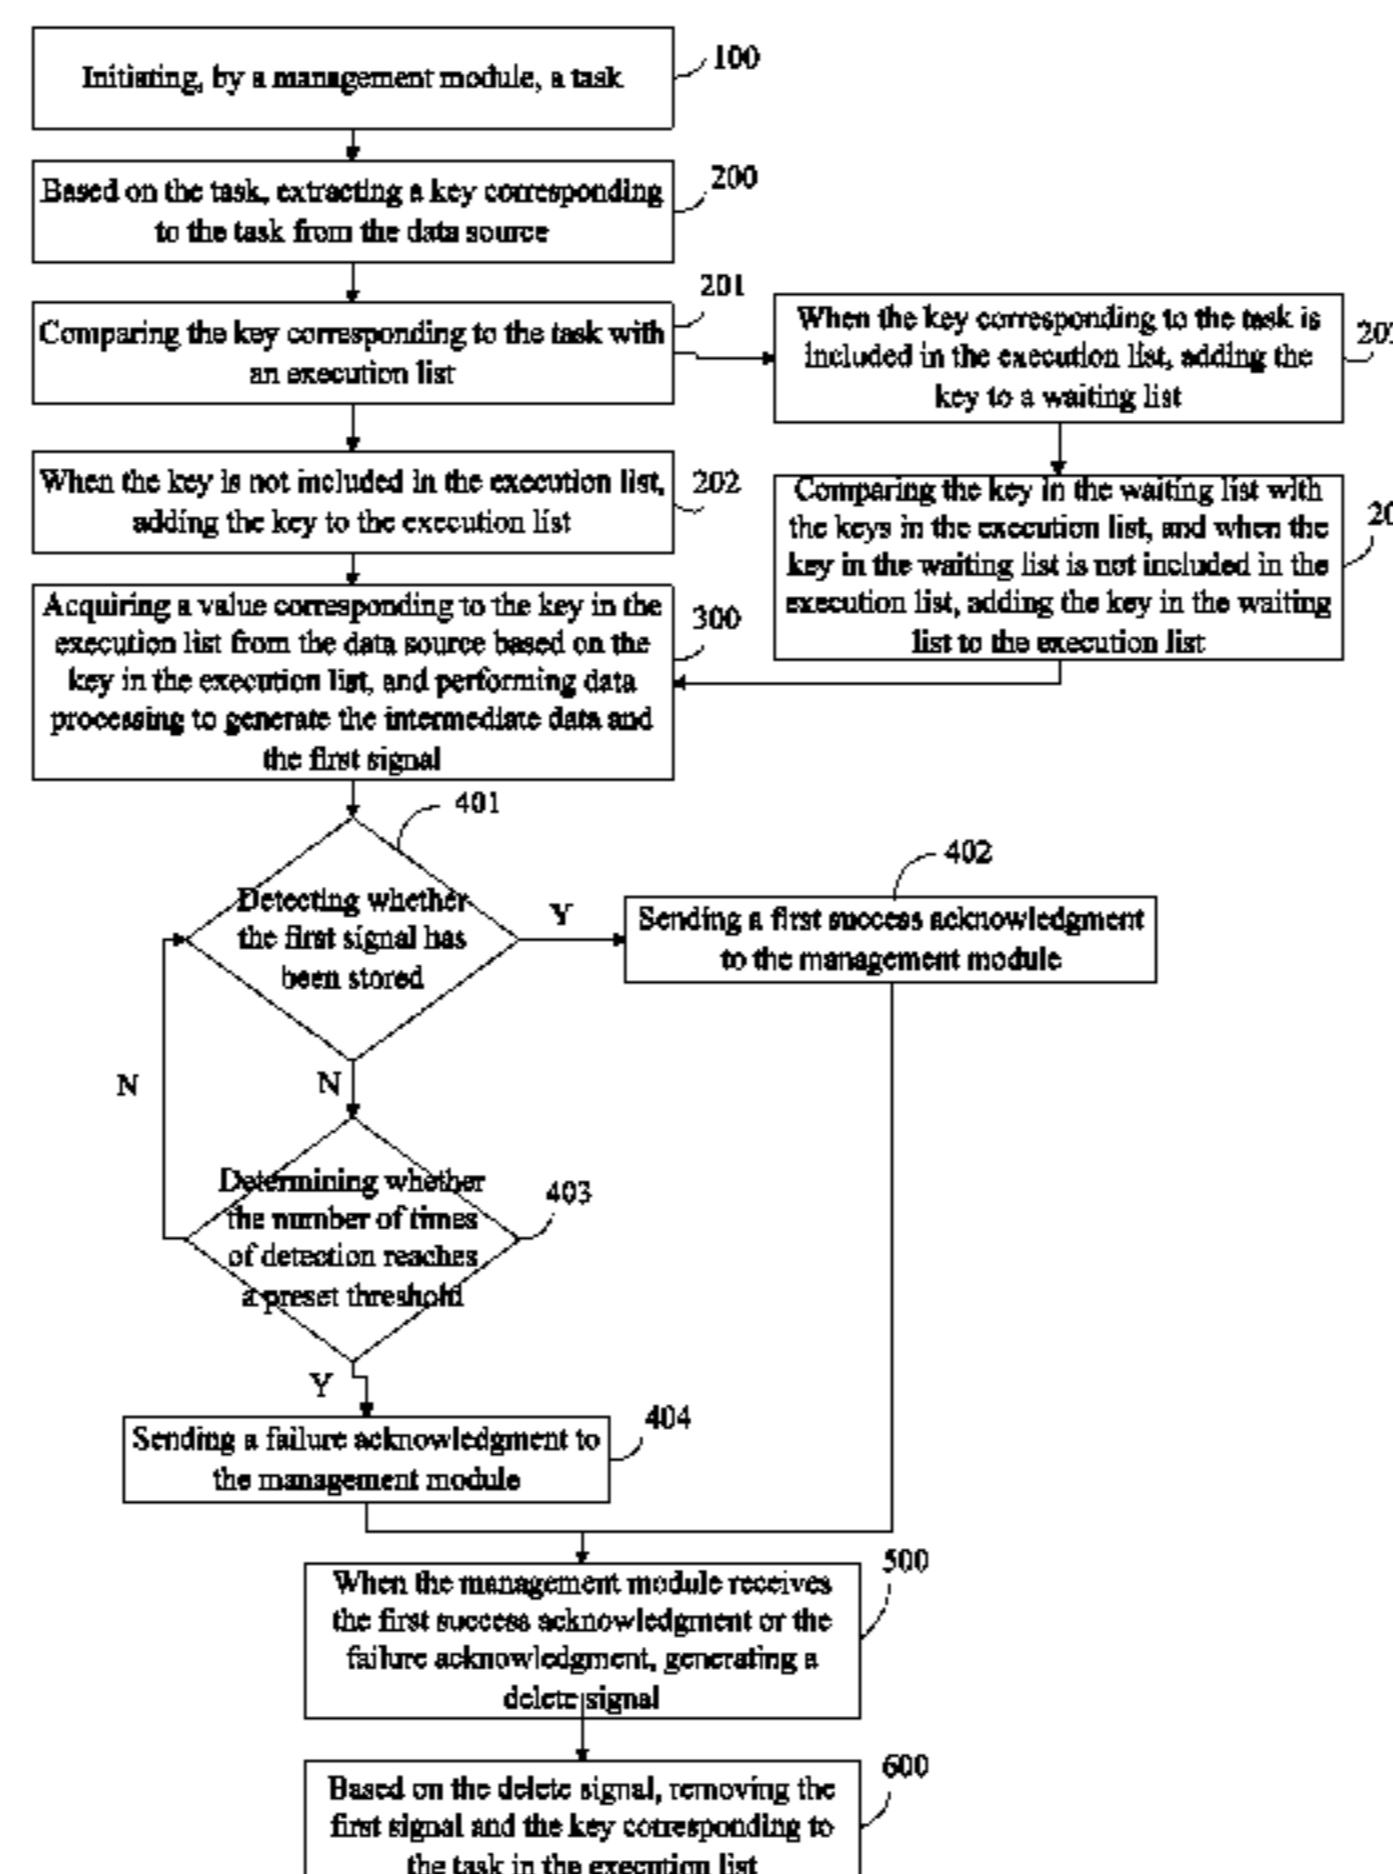 Initiating, by a management module, a task
100
Based on the task, extracting a key corresponding
to the task from the data source
200
Comparing the key corresponding to the task with
an execution list
201
When the key corresponding to the task is
included in the execution list, adding the
key to a waiting list
When the key is not included in the execution list,
adding the key to the execution list
202
Comparing the key in the waiting list with
the keys in the execution list, and when the
key in the waiting list is not included in the
execution list, adding the key in the waiting
list to the execution list
Acquiring a value corresponding to the key in the
execution list from the data source based on the
key in the execution list, and performing data
processing to generate the intermediate data and
the first signal
300
401
Detecting whether
the first signal has
been stored
Y
402
Sending a first success acknowledgment
to the management module
N
N
Determining whether
the number of times
of detection reaches
a preset threshold
403
Y
Sending a failure acknowledgment to
the management module
404
When the management module receives
the first success acknowledgment or the
failure acknowledgment, generating a
delete signal
500
Based on the delete signal, removing the
first signal and the key corresponding to
the task in the execution list
600